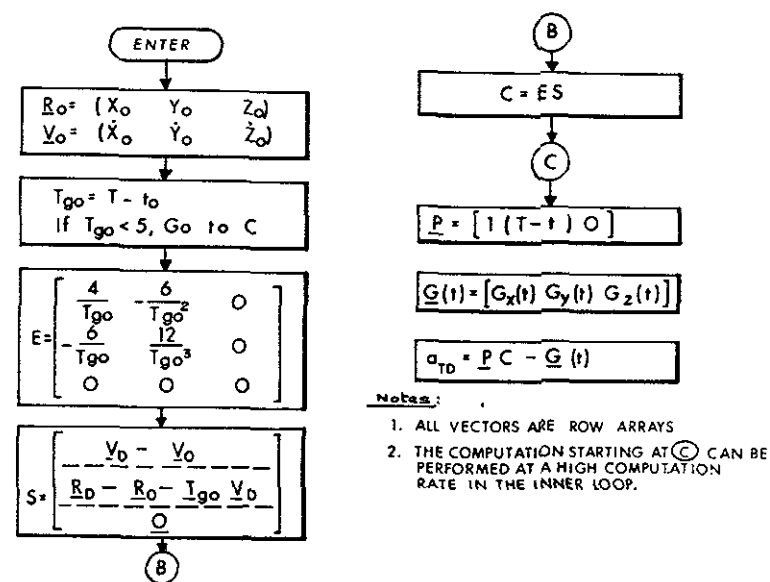 ENTER
R₀= (X₀ Y₀ Z₀)
V₀= (Ẋ₀ Ẏ₀ Ż₀)
Tgo= T - t₀
If Tgo < 5, Go to C
E= [ 4/Tgo -6/Tgo² 0
-6/Tgo 12/Tgo³ 0
0 0 0 ]
S= [ V_D - V_0
R_D - R_0 - Tgo V_D
0 ]
B
B
C = ES
C
P = [ 1 (T-t) 0 ]
G(t) = [Gx(t) Gy(t) Gz(t)]
a_TD = P C - G (t)
Notes:
1. ALL VECTORS ARE ROW ARRAYS
2. THE COMPUTATION STARTING AT C CAN BE
PERFORMED AT A HIGH COMPUTATION
RATE IN THE INNER LOOP.